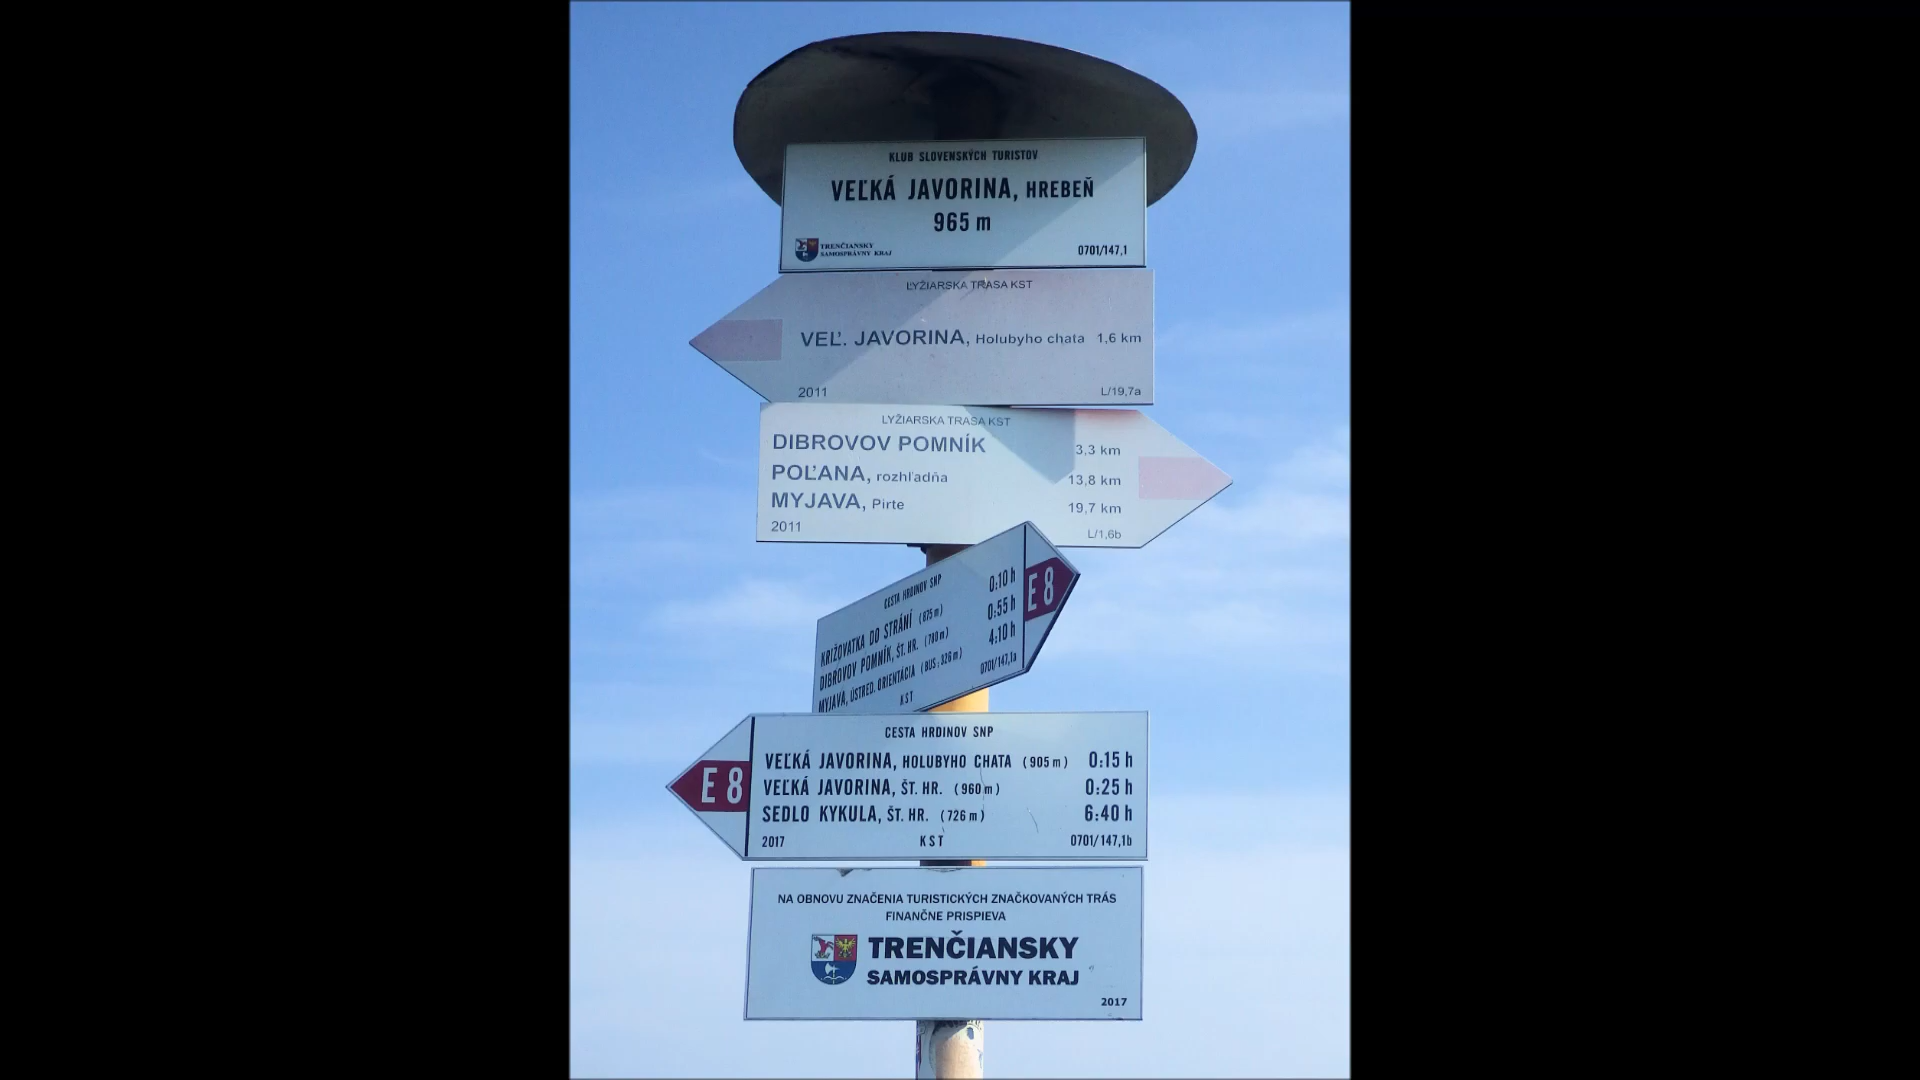 KLUB SLOVENSKÝCH TURISTOV
VEĽKÁ JAVORINA, HREBEŇ
965 m
TRENČIANSKY
SAMOSPRÁVNY KRAJ
0701/147,1
LYŽIARSKA TRASA KST
VEĽ. JAVORINA, Holubyho chata 1,6 km
2011 L/19,7a
LYŽIARSKA TRASA KST
DIBROVOV POMNÍK 3,3 km
POĽANA, rozhľadňa 13,8 km
MYJAVA, Pirte 19,7 km
2011 L/1,6b
CESTA HRDINOV SNP
KRIŽOVATKA DO STRÁNÍ (875 m) 0:10 h
DIBROVOV POMNÍK, ŠT. HR. (780 m) 0:55 h
MYJAVA, ÚSTRED. ORIENTÁCIA (BUS; 326 m) 4:10 h
KST 0701/147,1a
E 8
CESTA HRDINOV SNP
VEĽKÁ JAVORINA, HOLUBYHO CHATA (905 m) 0:15 h
E 8 VEĽKÁ JAVORINA, ŠT. HR. (960 m) 0:25 h
SEDLO KYKULA, ŠT. HR. (726 m) 6:40 h
2017 KST 0701/147,1b
NA OBNOVU ZNAČENIA TURISTICKÝCH ZNAČKOVANÝCH TRÁS
FINANČNE PRISPIEVA
TRENČIANSKY
SAMOSPRÁVNY KRAJ
2017